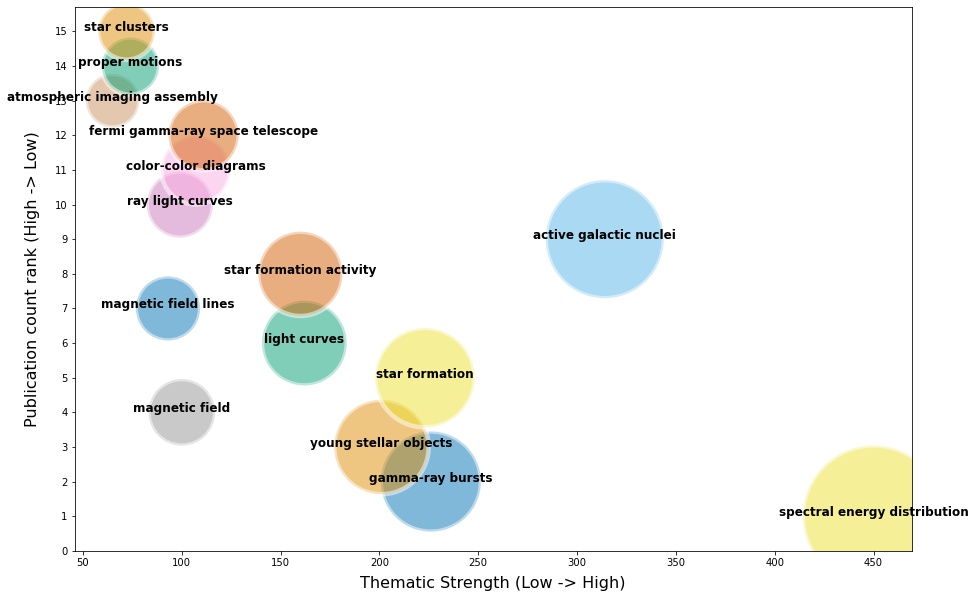 15
star clusters
14
proper motions
13
atmospheric imaging assembly
12
fermi gamma-ray space telescope
11
color-color diagrams
10
ray light curves
9
active galactic nuclei
8
star formation activity
7
magnetic field lines
6
light curves
5
star formation
4
magnetic field
3
young stellar objects
2
gamma-ray bursts
1
spectral energy distribution
0
50 100 150 200 250 300 350 400 450
Thematic Strength (Low -> High)
Publication count rank (High -> Low)